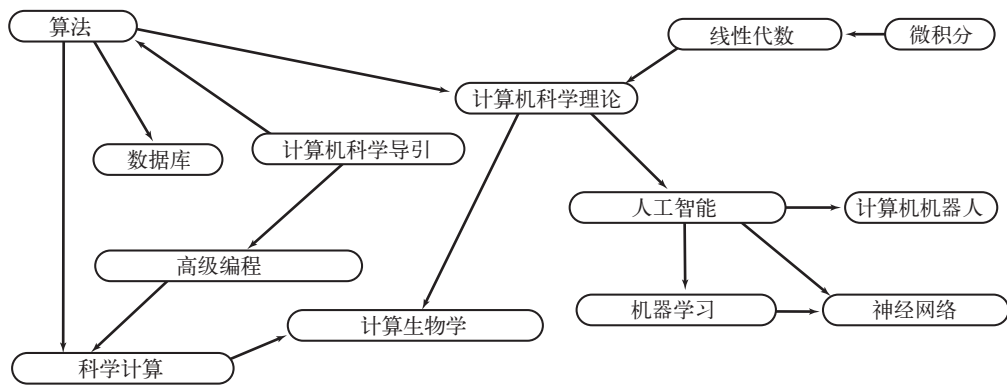 算法
线性代数
微积分
计算机科学理论
数据库
计算机科学导引
人工智能
计算机机器人
高级编程
机器学习
神经网络
计算生物学
科学计算